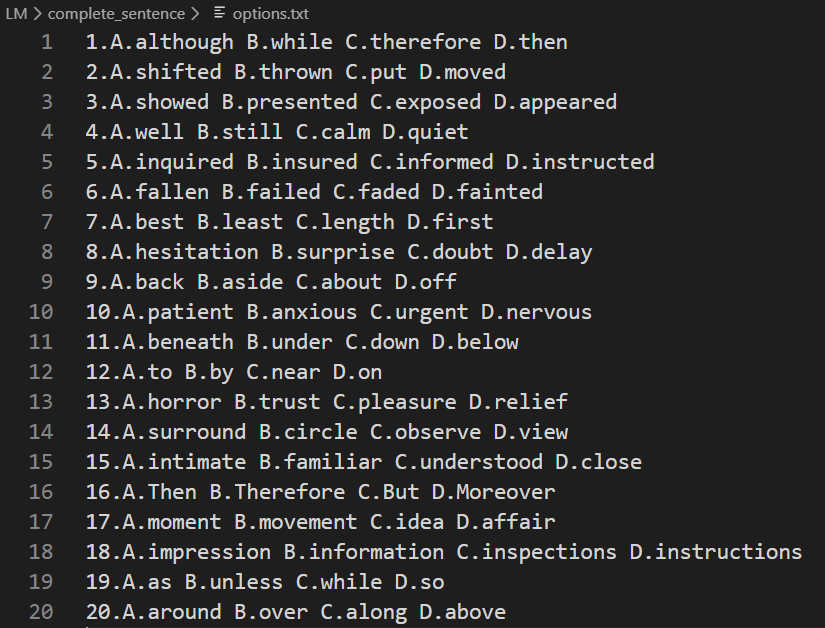 LM > complete_sentence > options.txt
1 1.A.although B.while C.therefore D.then
2 2.A.shifted B.thrown C.put D.moved
3 3.A.showed B.presented C.exposed D.appeared
4 4.A.well B.still C.calm D.quiet
5 5.A.inquired B.insured C.informed D.instructed
6 6.A.fallen B.failed C.faded D.fainted
7 7.A.best B.least C.length D.first
8 8.A.hesitation B.surprise C.doubt D.delay
9 9.A.back B.aside C.about D.off
10 10.A.patient B.anxious C.urgent D.nervous
11 11.A.beneath B.under C.down D.below
12 12.A.to B.by C.near D.on
13 13.A.horror B.trust C.pleasure D.relief
14 14.A.surround B.circle C.observe D.view
15 15.A.intimate B.familiar C.understood D.close
16 16.A.Then B.Therefore C.But D.Moreover
17 17.A.moment B.movement C.idea D.affair
18 18.A.impression B.information C.inspections D.instructions
19 19.A.as B.unless C.while D.so
20 20.A.around B.over C.along D.above